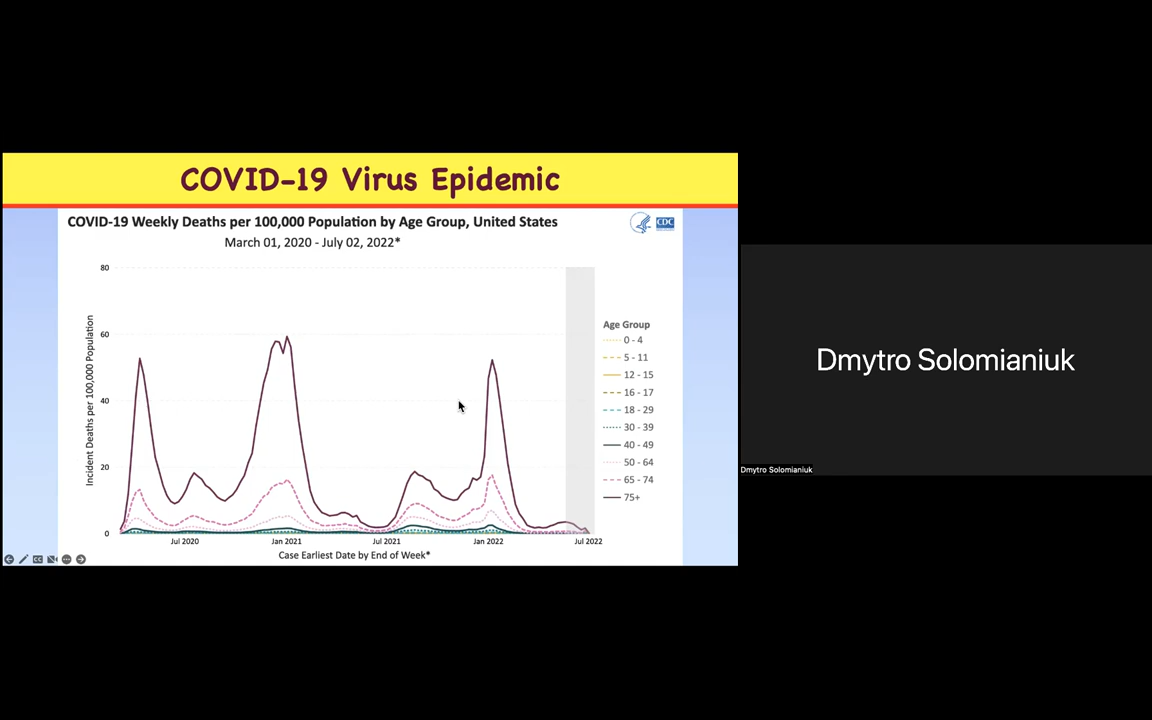 COVID-19 Virus Epidemic
COVID-19 Weekly Deaths per 100,000 Population by Age Group, United States
CDC
March 01, 2020 - July 02, 2022*
80
60
40
20
0
Incident Deaths per 100,000 Population
Jul 2020
Jan 2021
Jul 2021
Jan 2022
Jul 2022
Case Earliest Date by End of Week*
Age Group
0 - 4
5 - 11
12 - 15
16 - 17
18 - 29
30 - 39
40 - 49
50 - 64
65 - 74
75+
Dmytro Solomianiuk
Dmytro Solomianiuk